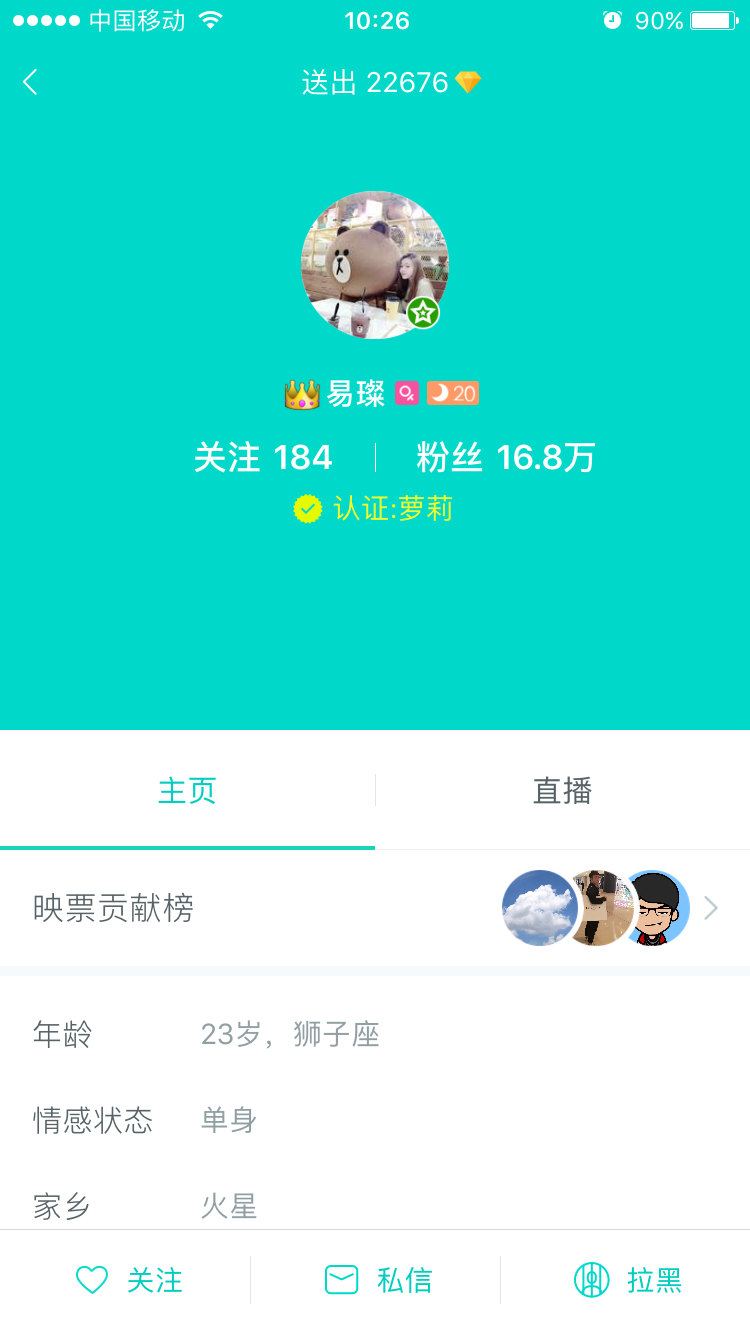 中国移动 10:26 90%
送出 22676
易璨 20
关注 184 粉丝 16.8万
认证:萝莉
主页 直播
映票贡献榜
年龄 23岁，狮子座
情感状态 单身
家乡 火星
关注 私信 拉黑